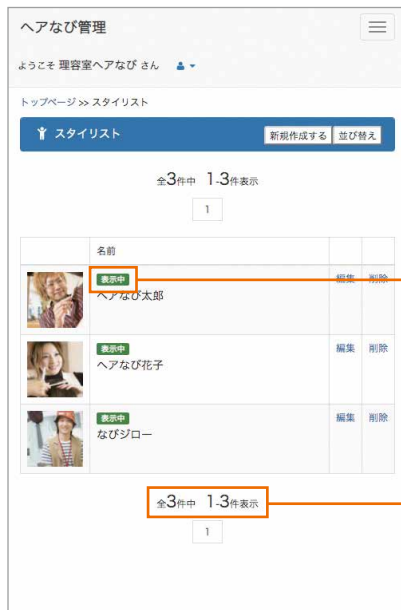 ヘアなび管理
ようこそ 理容室ヘアなび さん
トップページ >> スタイリスト
スタイリスト 新規作成する 並び替え
全3件中 1-3件表示
1
名前
表示中 編集 削除
ヘアなび太郎
表示中 編集 削除
ヘアなび花子
表示中 編集 削除
なびジロー
全3件中 1-3件表示
1